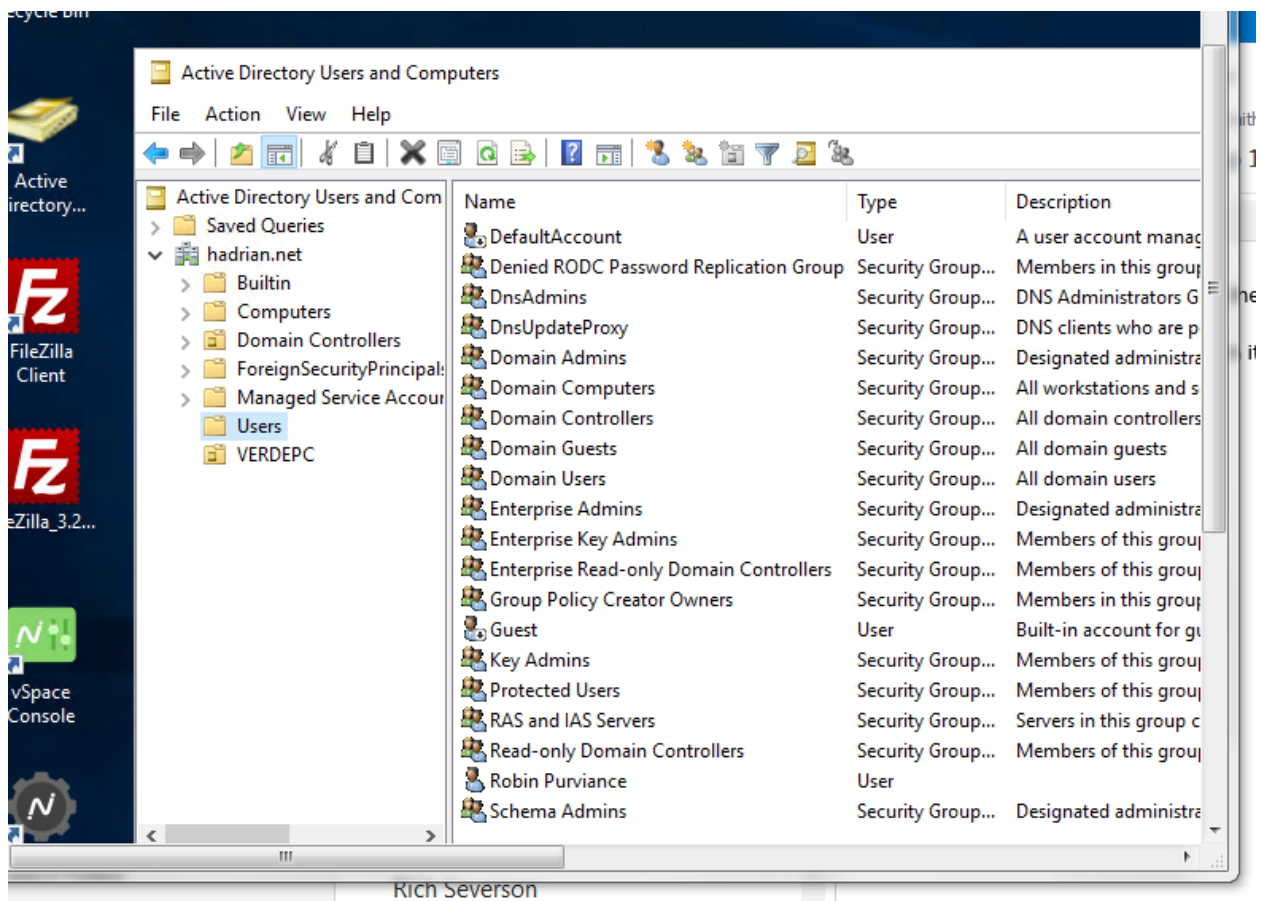 Active Directory Users and Computers
File Action View Help
Active
irectory...
FileZilla
Client
eZilla_3.2...
vSpace
Console
Active Directory Users and Com
Saved Queries
hadrian.net
Builtin
Computers
Domain Controllers
ForeignSecurityPrincipals
Managed Service Accour
Users
VERDEPC
Name Type Description
DefaultAccount User A user account manag
Denied RODC Password Replication Group Security Group... Members in this group
DnsAdmins Security Group... DNS Administrators G
DnsUpdateProxy Security Group... DNS clients who are p
Domain Admins Security Group... Designated administra
Domain Computers Security Group... All workstations and s
Domain Controllers Security Group... All domain controllers
Domain Guests Security Group... All domain guests
Domain Users Security Group... All domain users
Enterprise Admins Security Group... Designated administra
Enterprise Key Admins Security Group... Members of this group
Enterprise Read-only Domain Controllers Security Group... Members of this group
Group Policy Creator Owners Security Group... Members in this group
Guest User Built-in account for gu
Key Admins Security Group... Members of this group
Protected Users Security Group... Members of this group
RAS and IAS Servers Security Group... Servers in this group c
Read-only Domain Controllers Security Group... Members of this group
Robin Purviance User
Schema Admins Security Group... Designated administra
Rich Severson